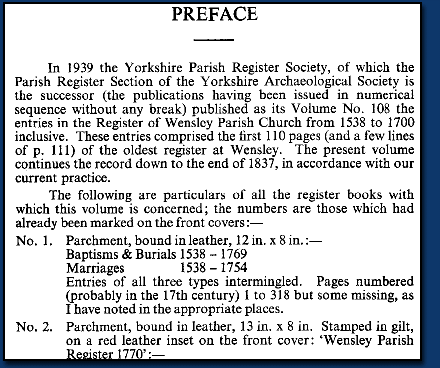 PREFACE
In 1939 the Yorkshire Parish Register Society, of which the
Parish Register Section of the Yorkshire Archaeological Society is
the successor (the publications having been issued in numerical
sequence without any break) published as its Volume No. 108 the
entries in the Register of Wensley Parish Church from 1538 to 1700
inclusive. These entries comprised the first 110 pages (and a few lines
of p. 111) of the oldest register at Wensley. The present volume
continues the record down to the end of 1837, in accordance with our
current practice.
The following are particulars of all the register books with
which this volume is concerned; the numbers are those which had
already been marked on the front covers:—
No. 1. Parchment, bound in leather, 12 in. x 8 in.:—
Baptisms & Burials 1538 – 1769
Marriages 1538 – 1754
Entries of all three types intermingled. Pages numbered
(probably in the 17th century) 1 to 318 but some missing, as
I have noted in the appropriate places.
No. 2. Parchment, bound in leather, 13 in. x 8 in. Stamped in gilt,
on a red leather inset on the front cover: 'Wensley Parish
Register 1770':—